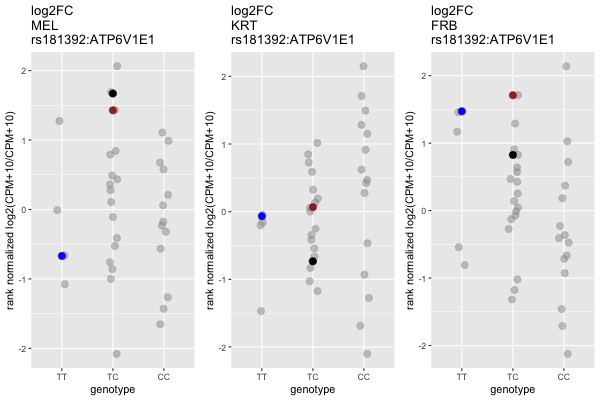 log2FC
MEL
rs181392:ATP6V1E1
rank normalized log2(CPM+10/CPM+10)
2
1
0
-1
-2
TT
TC
CC
genotype
log2FC
KRT
rs181392:ATP6V1E1
rank normalized log2(CPM+10/CPM+10)
2
1
0
-1
-2
TT
TC
CC
genotype
log2FC
FRB
rs181392:ATP6V1E1
rank normalized log2(CPM+10/CPM+10)
2
1
0
-1
-2
TT
TC
CC
genotype